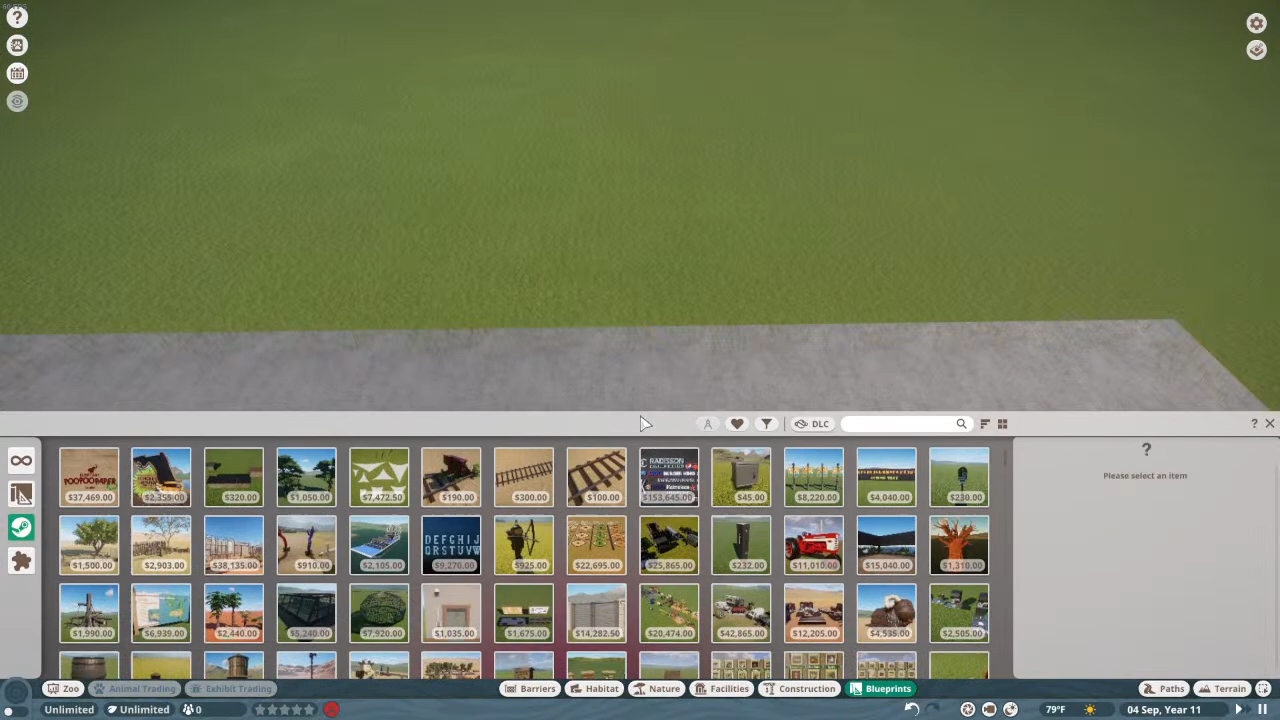 ?
DLC
?
?
Please select an item
$37,469.00
$2,355.00
$320.00
$1,050.00
$7,472.50
$190.00
$300.00
$100.00
$153,645.00
$45.00
$8,220.00
$4,040.00
$230.00
POOPOOPAPER
RADISSON
$1,500.00
$2,903.00
$38,135.00
$910.00
$2,105.00
$9,270.00
$925.00
$22,695.00
$25,865.00
$232.00
$11,010.00
$15,040.00
$1,310.00
DEFGHIJ
QRSTUVW
$1,990.00
$6,939.00
$2,440.00
$5,240.00
$7,920.00
$1,035.00
$1,675.00
$14,282.50
$20,474.00
$42,865.00
$12,205.00
$4,535.00
$2,505.00
Zoo
Animal Trading
Exhibit Trading
Barriers
Habitat
Nature
Facilities
Construction
Blueprints
Paths
Terrain
Unlimited
Unlimited
0
79°F
04 Sep, Year 11